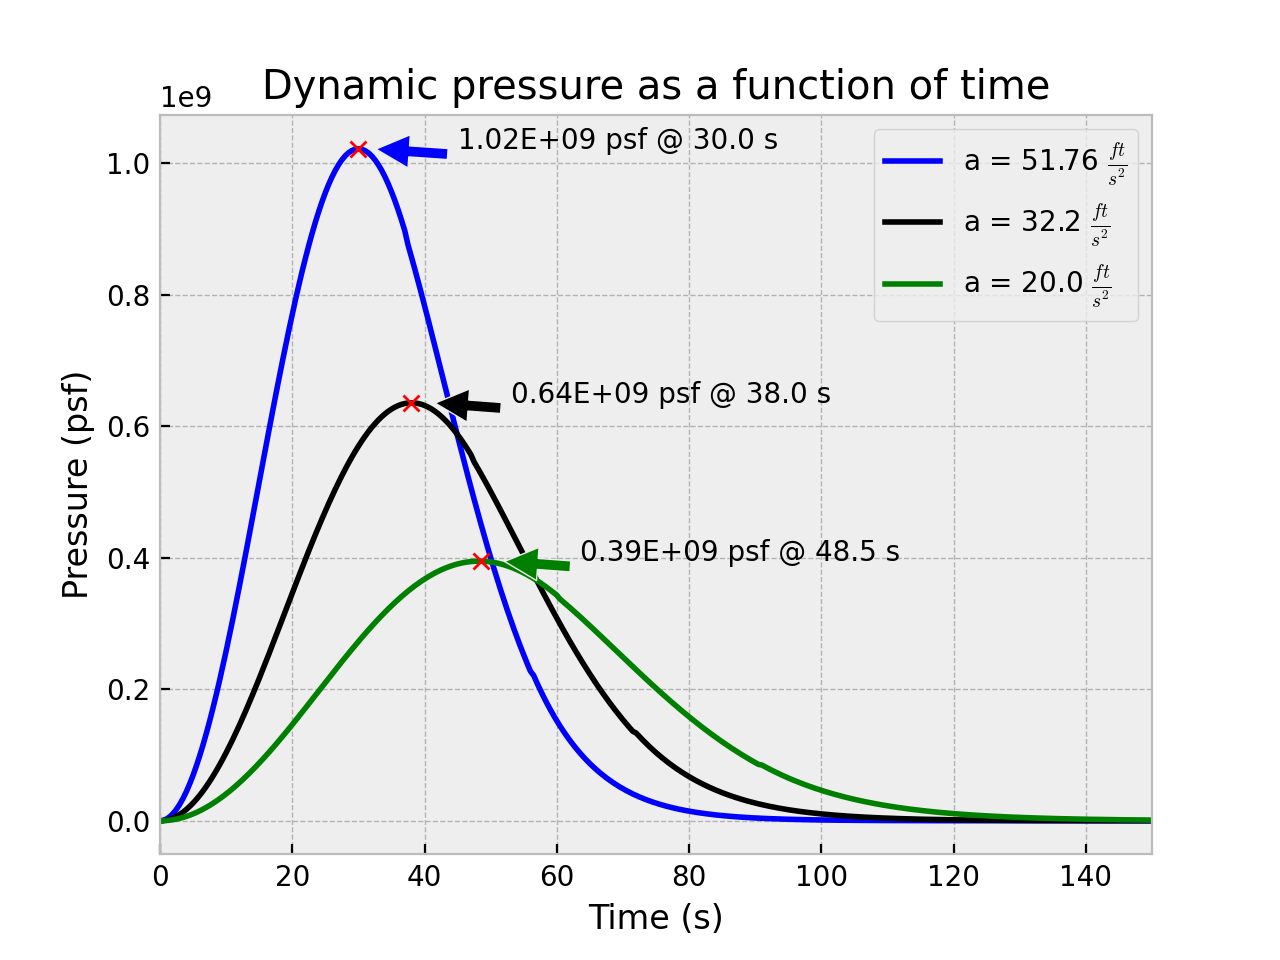 Dynamic pressure as a function of time
1e9
1.02E+09 psf @ 30.0 s
a = 51.76 ft/s²
a = 32.2 ft/s²
a = 20.0 ft/s²
0.64E+09 psf @ 38.0 s
0.39E+09 psf @ 48.5 s
Pressure (psf)
1.0
0.8
0.6
0.4
0.2
0.0
0 20 40 60 80 100 120 140
Time (s)